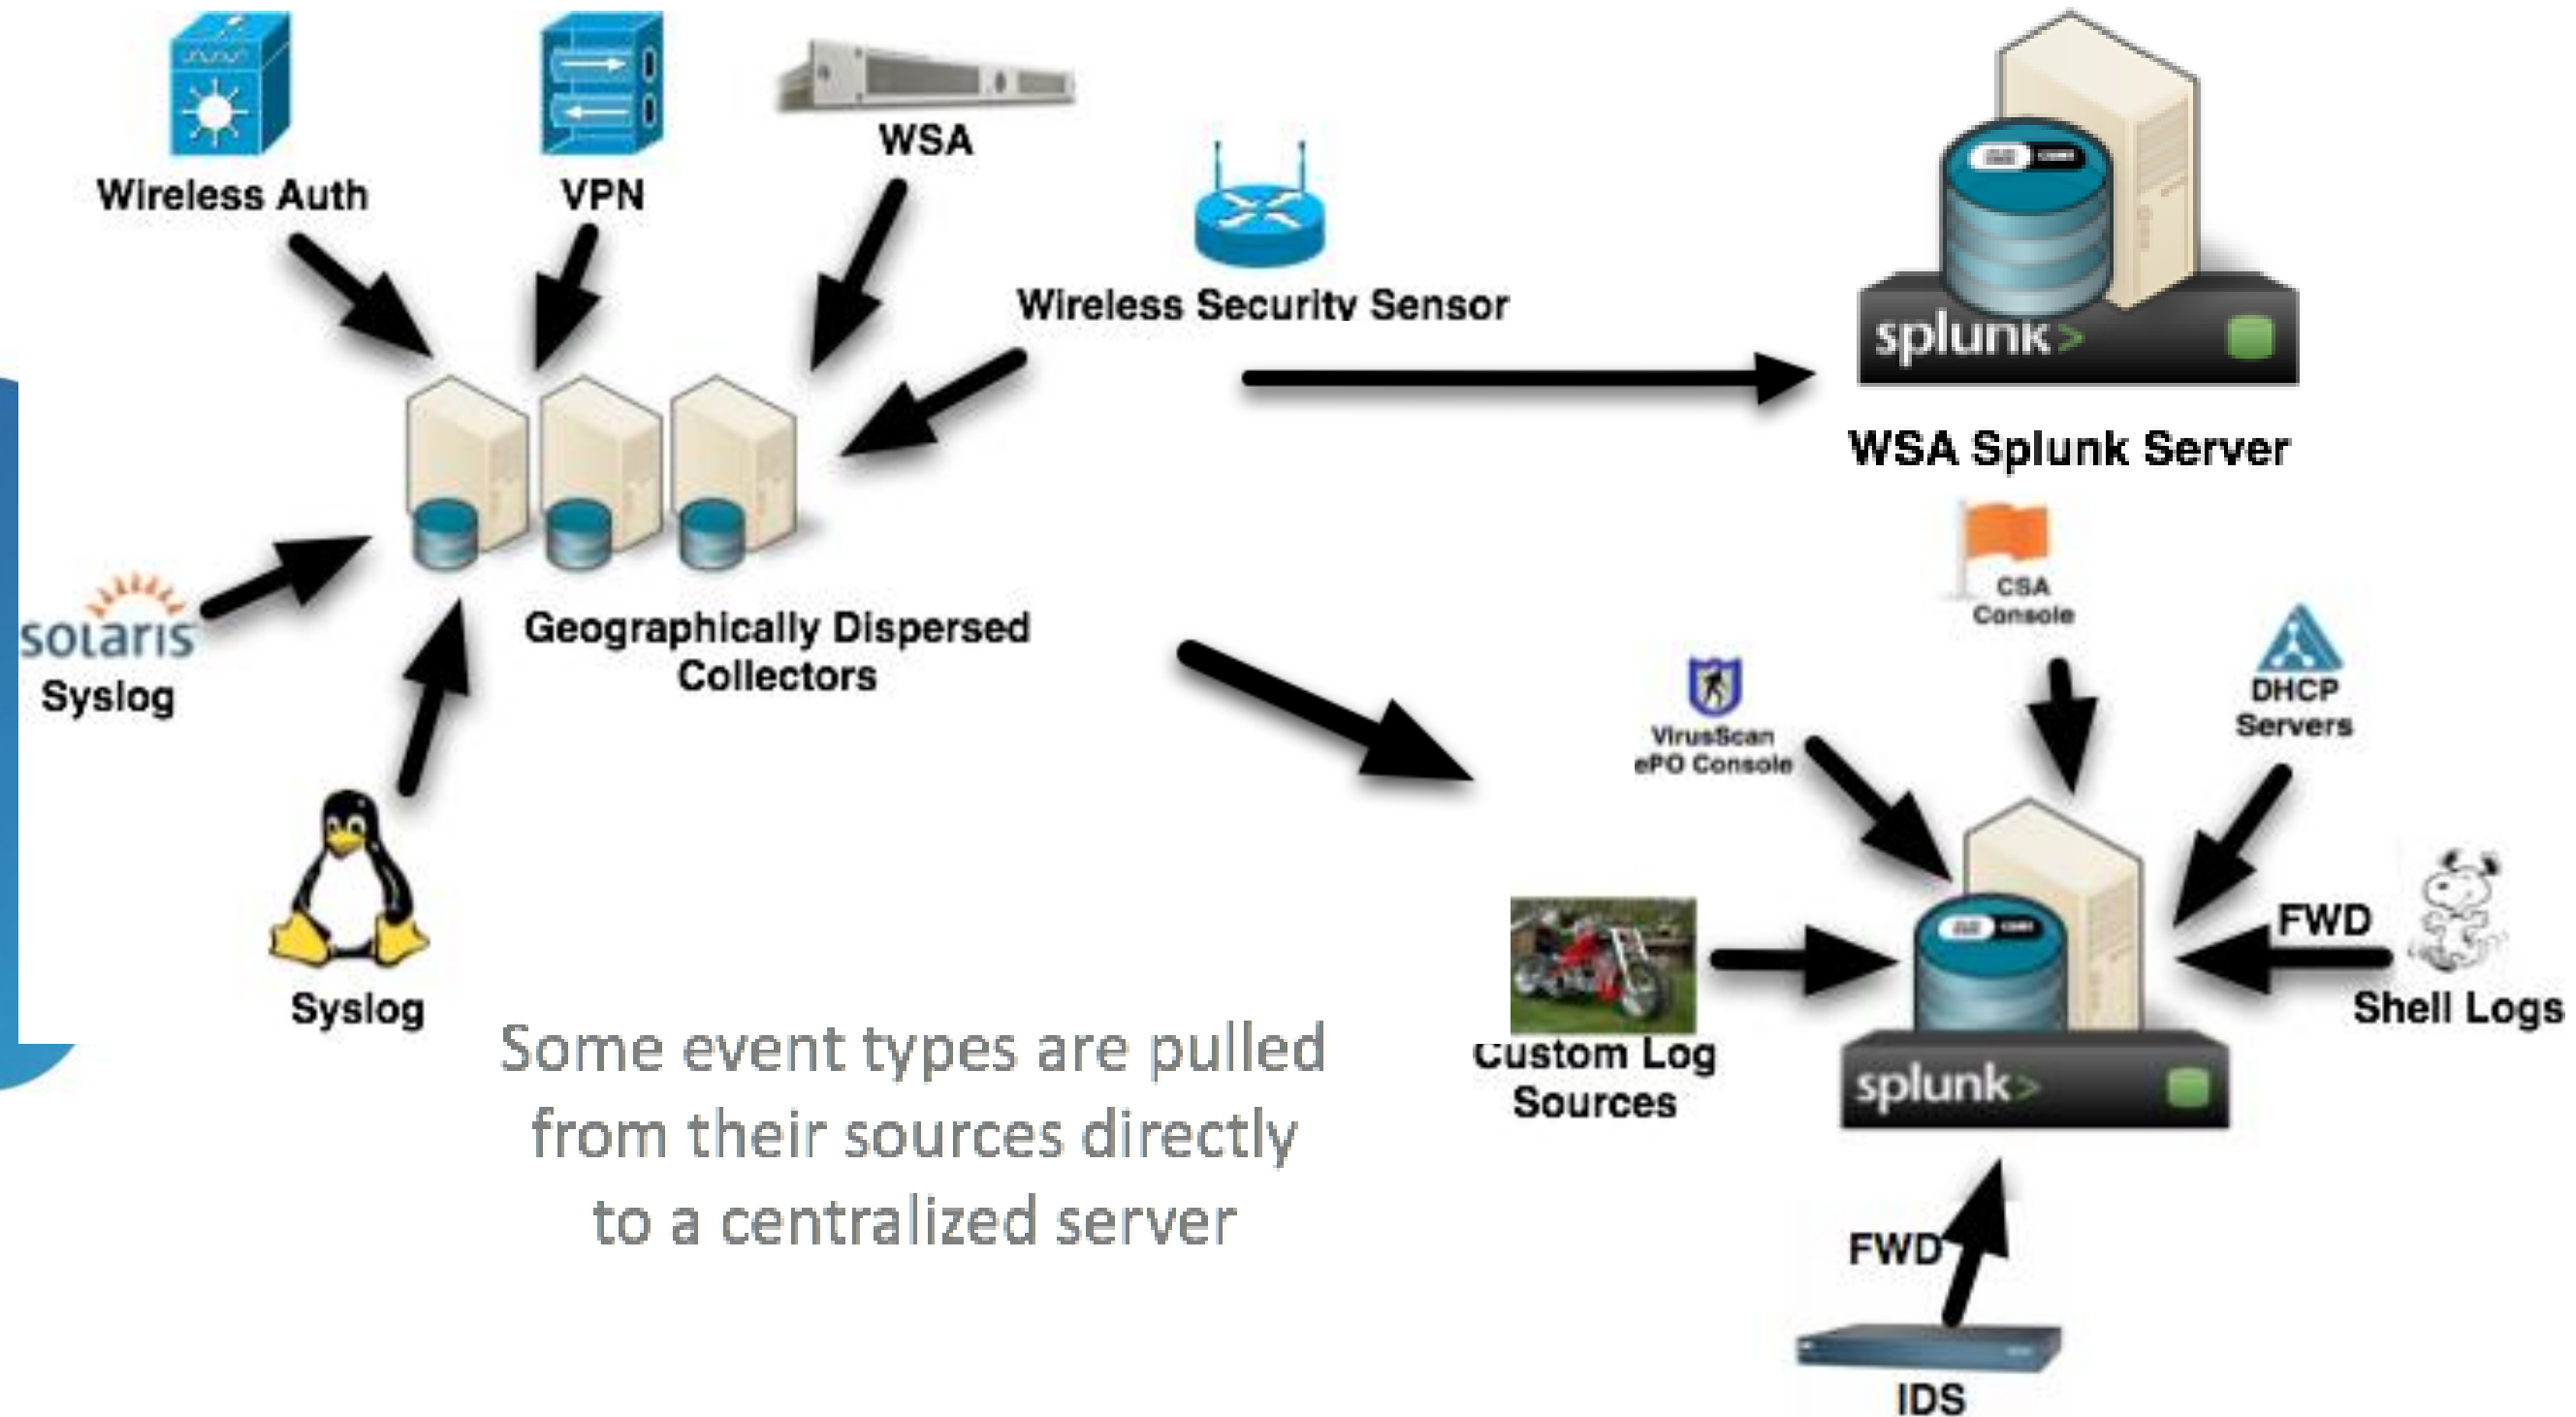 Wireless Auth
VPN
WSA
Wireless Security Sensor
splunk>
WSA Splunk Server
solaris
Syslog
Geographically Dispersed
Collectors
Syslog
CSA
Console
VirusScan
ePO Console
DHCP
Servers
FWD
Shell Logs
Custom Log
Sources
splunk>
FWD
IDS
Some event types are pulled
from their sources directly
to a centralized server